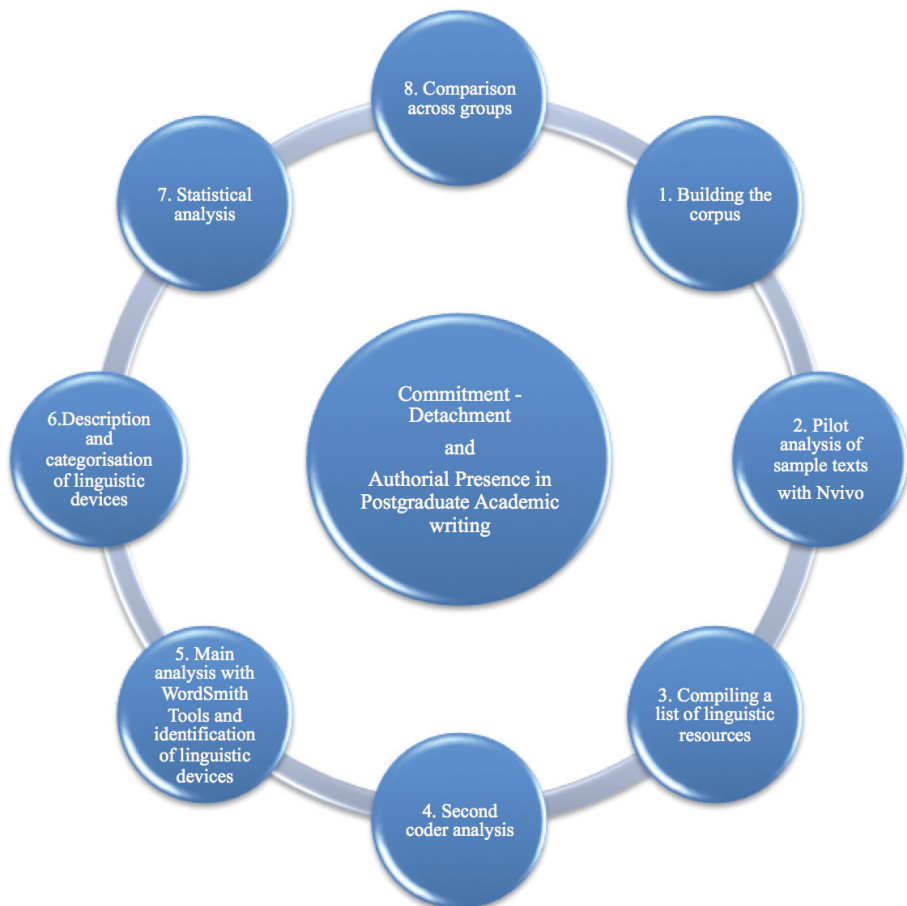 8. Comparison
across groups
1. Building the
corpus
2. Pilot
analysis of
sample texts
with Nvivo
3. Compiling a
list of linguistic
resources
4. Second
coder analysis
5. Main
analysis with
WordSmith
Tools and
identification
of linguistic
devices
6.Description
and
categorisation
of linguistic
devices
7. Statistical
analysis
Commitment -
Detachment
and
Authorial Presence in
Postgraduate Academic
writing